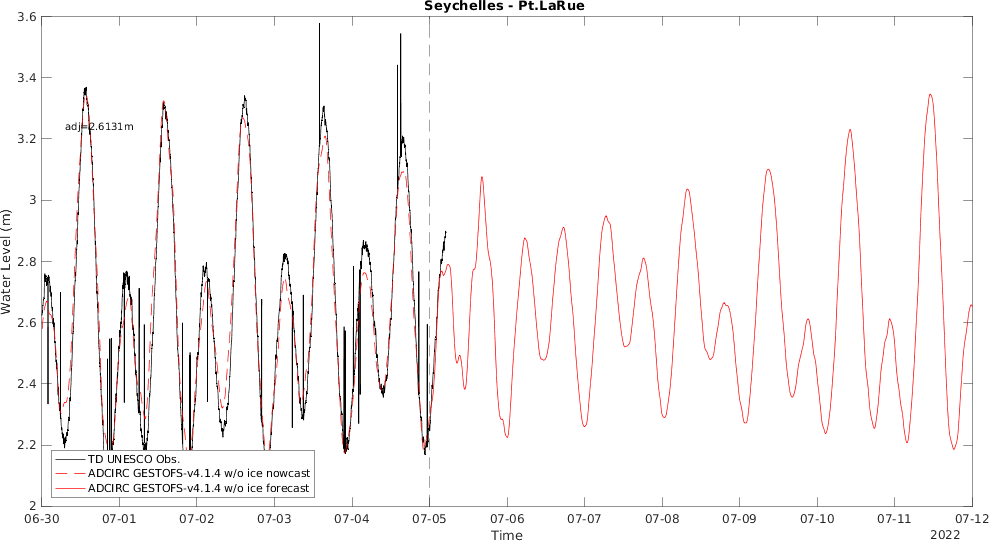 Seychelles - Pt.LaRue
3.6
3.4
adj=2.6131m
3.2
3
Water Level (m)
2.8
2.6
2.4
2.2
TD UNESCO Obs.
ADCIRC GESTOFS-v4.1.4 w/o ice nowcast
ADCIRC GESTOFS-v4.1.4 w/o ice forecast
2
06-30 07-01 07-02 07-03 07-04 07-05 07-06 07-07 07-08 07-09 07-10 07-11 07-12
Time
2022